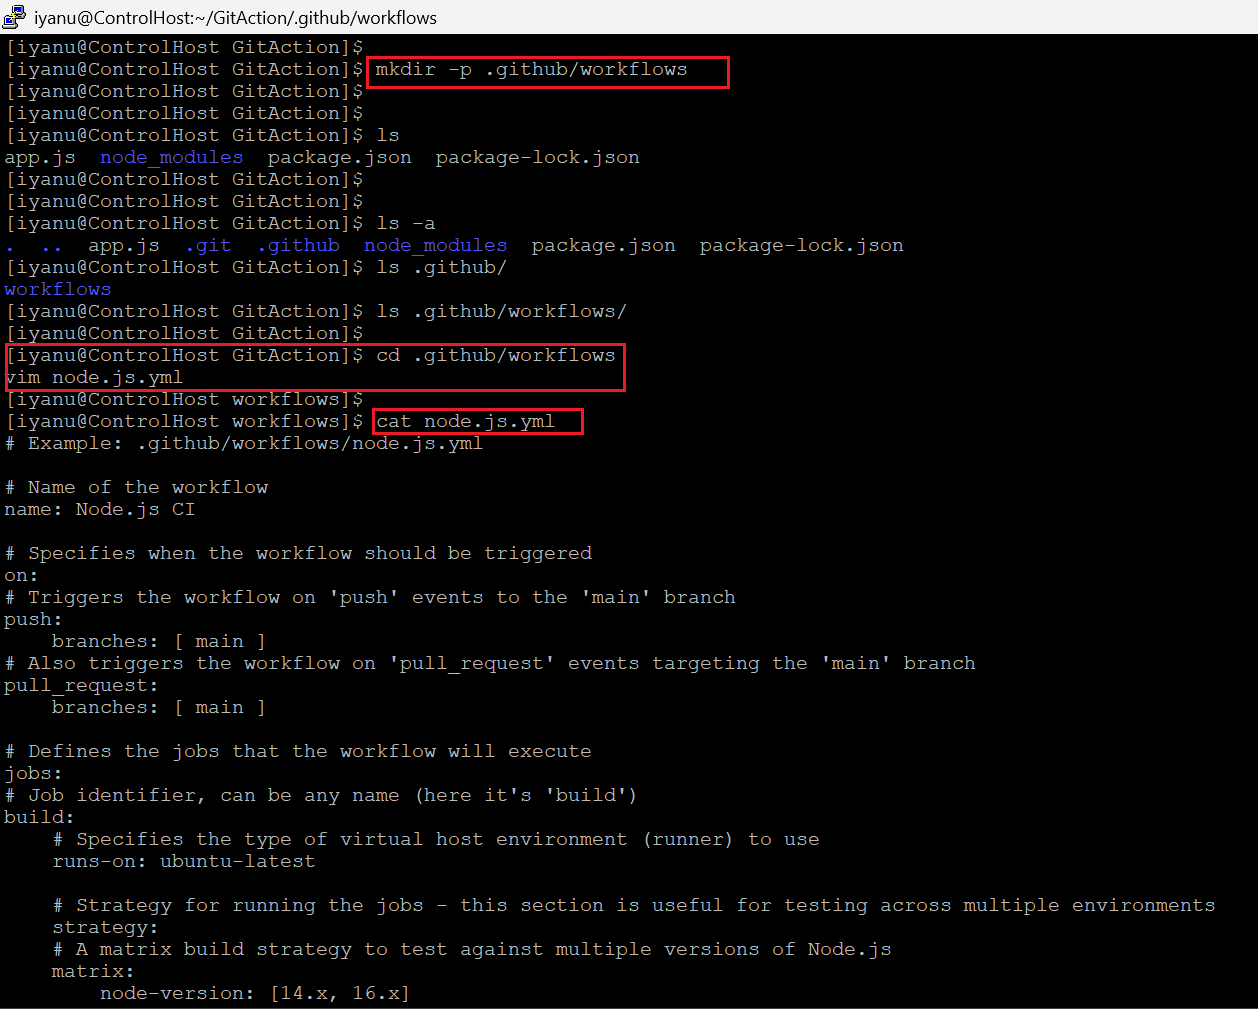 iyanu@ControlHost:~/GitAction/.github/workflows
[iyanu@ControlHost GitAction]$
[iyanu@ControlHost GitAction]$ mkdir -p .github/workflows
[iyanu@ControlHost GitAction]$
[iyanu@ControlHost GitAction]$
[iyanu@ControlHost GitAction]$ ls
app.js  node_modules  package.json  package-lock.json
[iyanu@ControlHost GitAction]$
[iyanu@ControlHost GitAction]$
[iyanu@ControlHost GitAction]$ ls -a
.  ..  app.js  .git  .github  node_modules  package.json  package-lock.json
[iyanu@ControlHost GitAction]$ ls .github/
workflows
[iyanu@ControlHost GitAction]$ ls .github/workflows/
[iyanu@ControlHost GitAction]$
[iyanu@ControlHost GitAction]$ cd .github/workflows
vim node.js.yml
[iyanu@ControlHost workflows]$
[iyanu@ControlHost workflows]$ cat node.js.yml
# Example: .github/workflows/node.js.yml

# Name of the workflow
name: Node.js CI

# Specifies when the workflow should be triggered
on:
# Triggers the workflow on 'push' events to the 'main' branch
push:
    branches: [ main ]
# Also triggers the workflow on 'pull_request' events targeting the 'main' branch
pull_request:
    branches: [ main ]

# Defines the jobs that the workflow will execute
jobs:
# Job identifier, can be any name (here it's 'build')
build:
    # Specifies the type of virtual host environment (runner) to use
    runs-on: ubuntu-latest

    # Strategy for running the jobs - this section is useful for testing across multiple environments
    strategy:
    # A matrix build strategy to test against multiple versions of Node.js
    matrix:
        node-version: [14.x, 16.x]